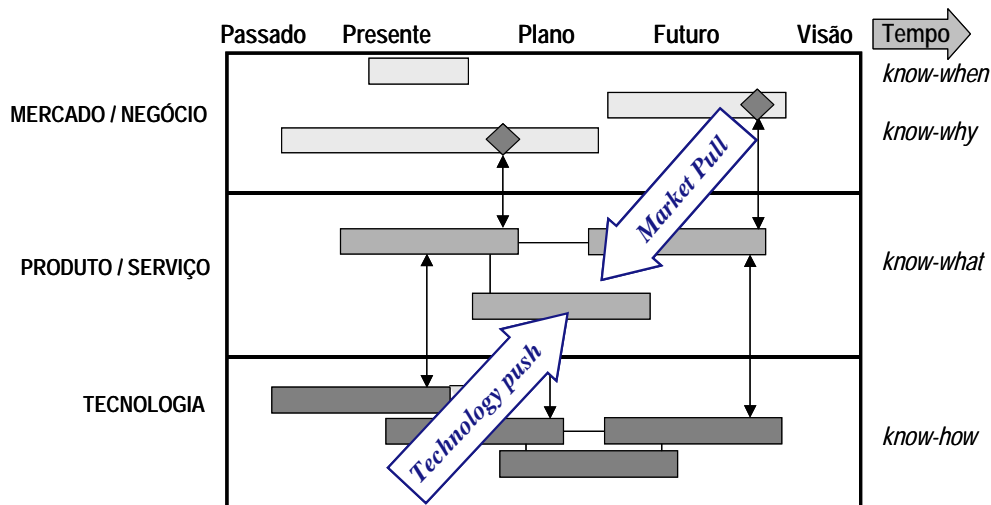 Passado Presente Plano Futuro Visão Tempo
know-when
MERCADO / NEGÓCIO
know-why
Market Pull
PRODUTO / SERVIÇO
know-what
Technology push
TECNOLOGIA
know-how